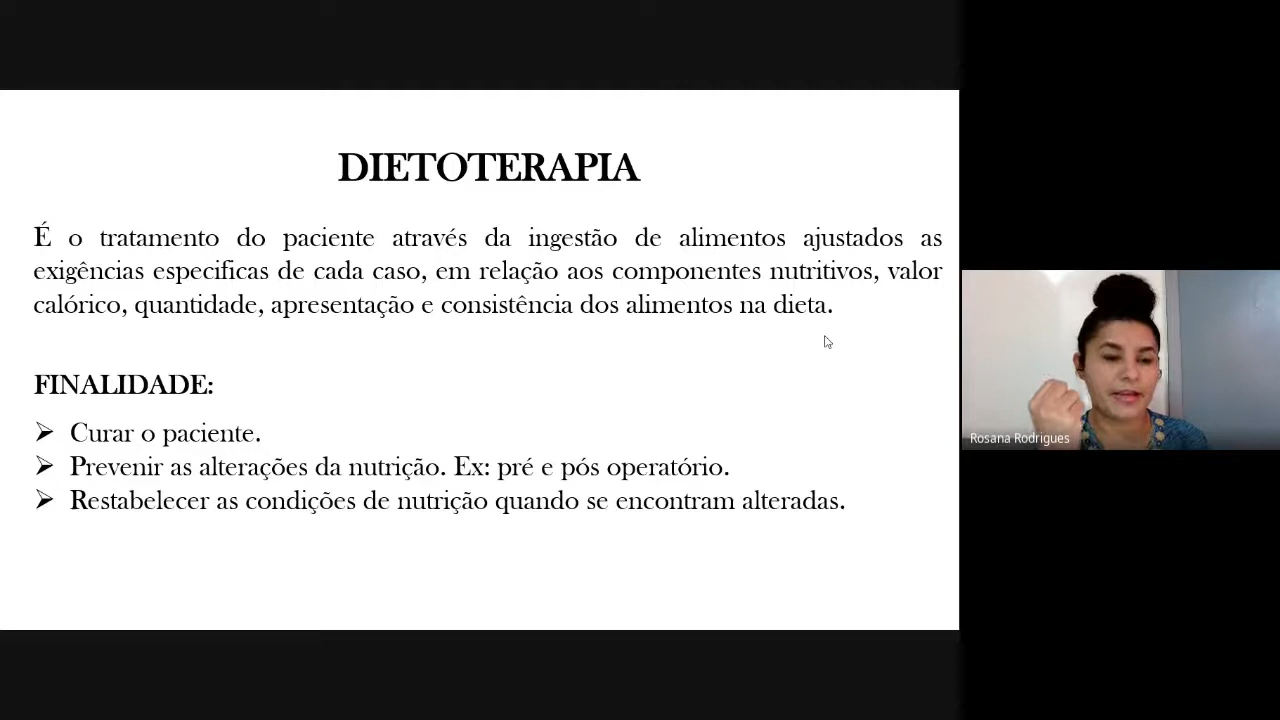 DIETOTERAPIA
É o tratamento do paciente através da ingestão de alimentos ajustados as
exigências especificas de cada caso, em relação aos componentes nutritivos, valor
calórico, quantidade, apresentação e consistência dos alimentos na dieta.
FINALIDADE:
Curar o paciente.
Prevenir as alterações da nutrição. Ex: pré e pós operatório.
Restabelecer as condições de nutrição quando se encontram alteradas.
Rosana Rodrigues